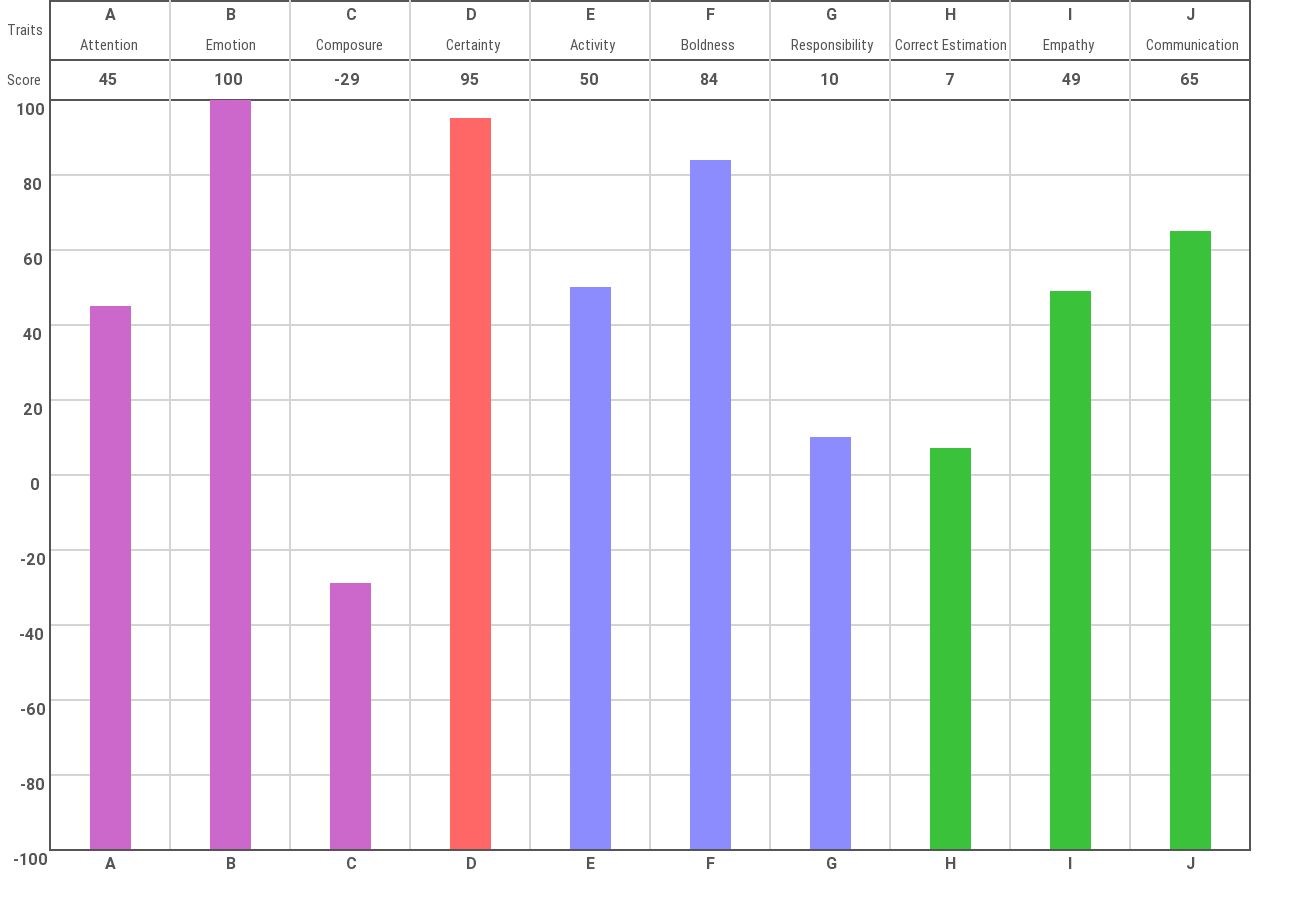 A B C D E F G H I J
Traits
Attention Emotion Composure Certainty Activity Boldness Responsibility Correct Estimation Empathy Communication
Score 45 100 -29 95 50 84 10 7 49 65
100
80
60
40
20
0
-20
-40
-60
-80
-100
A B C D E F G H I J